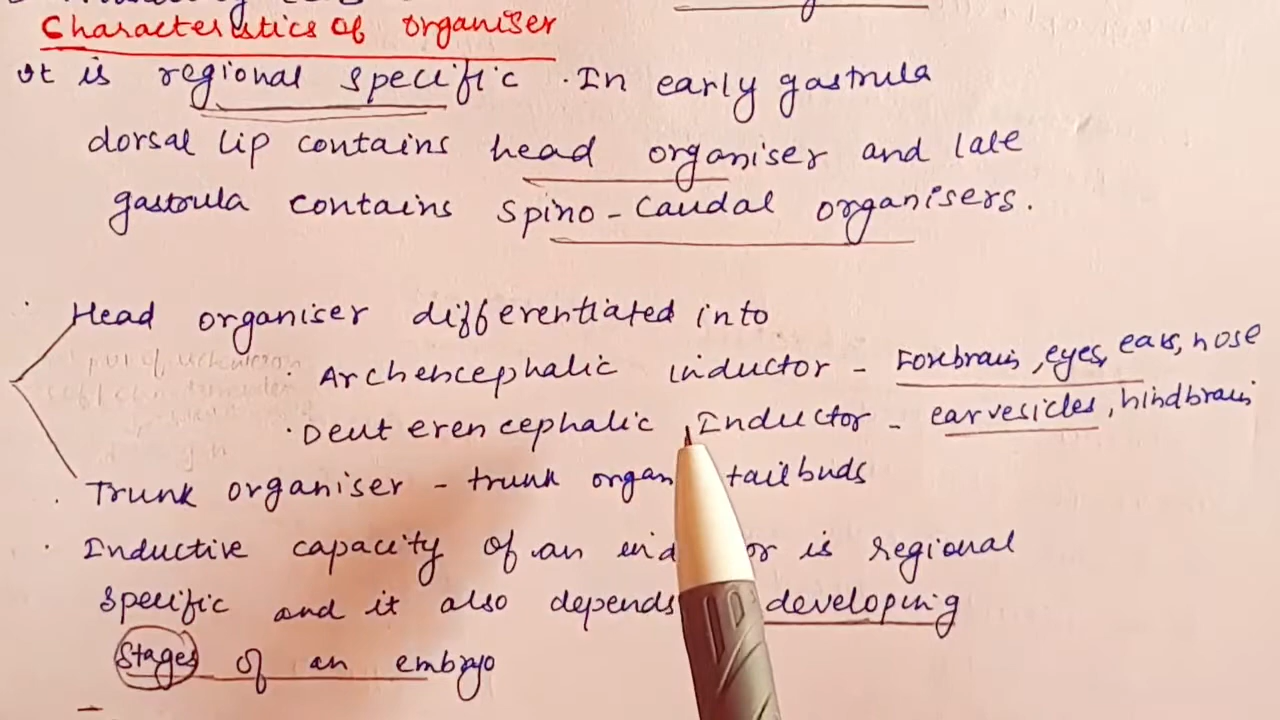 Characteristics of organiser
It is regional specific. In early gastrula
dorsal lip contains head organiser and late
gastrula contains spino-caudal organisers.
Head organiser differentiated into
· Archencephalic inductor - Forebrain, eyes, ears, nose
· Deuterencephalic Inductor - ear vesicles, hindbrain
· Trunk organiser - trunk organ tailbuds
· Inductive capacity of an is regional
specific and it also depends developing
stages of an embryo